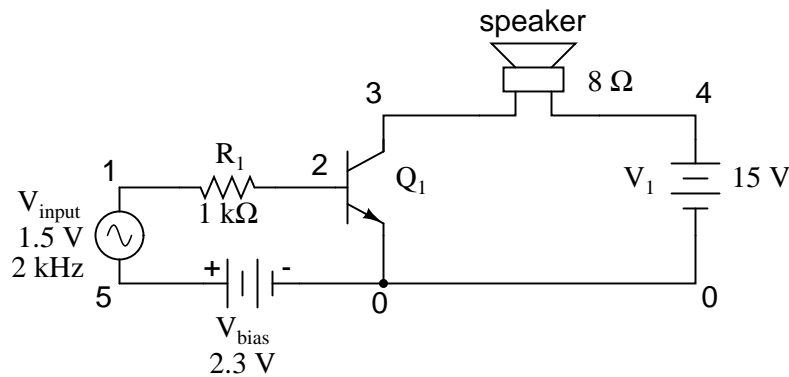 speaker
8 Ω
3
4
1
R1
2
Q1
V1
15 V
Vinput
1.5 V
2 kHz
1 kΩ
+
-
5
0
0
Vbias
2.3 V